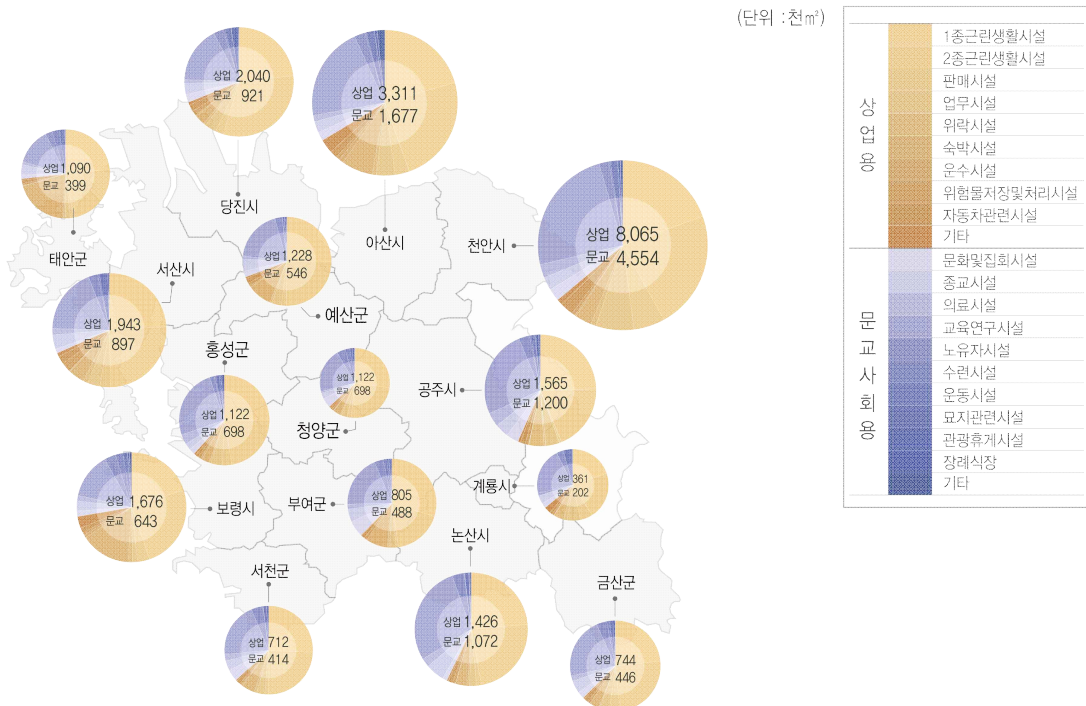 (단위 :천㎡)
상업 2,040
문교 921
상업 3,311
문교 1,677
상업 1,090
문교 399
당진시
상업 8,065
문교 4,554
태안군
서산시
상업 1,228
문교 546
아산시
천안시
상업 1,943
문교 897
예산군
홍성군
상업 1,122
문교 698
공주시
상업 1,565
문교 1,200
상업 1,122
문교 698
청양군
상업 1,676
문교 643
보령시
부여군
상업 805
문교 488
계룡시
상업 361
문교 202
논산시
서천군
금산군
상업 712
문교 414
상업 1,426
문교 1,072
상업 744
문교 446
상업용
1종근린생활시설
2종근린생활시설
판매시설
업무시설
위락시설
숙박시설
운수시설
위험물저장및처리시설
자동차관련시설
기타
문교사회용
문화및집회시설
종교시설
의료시설
교육연구시설
노유자시설
수련시설
운동시설
묘지관련시설
관광휴게시설
장례식장
기타